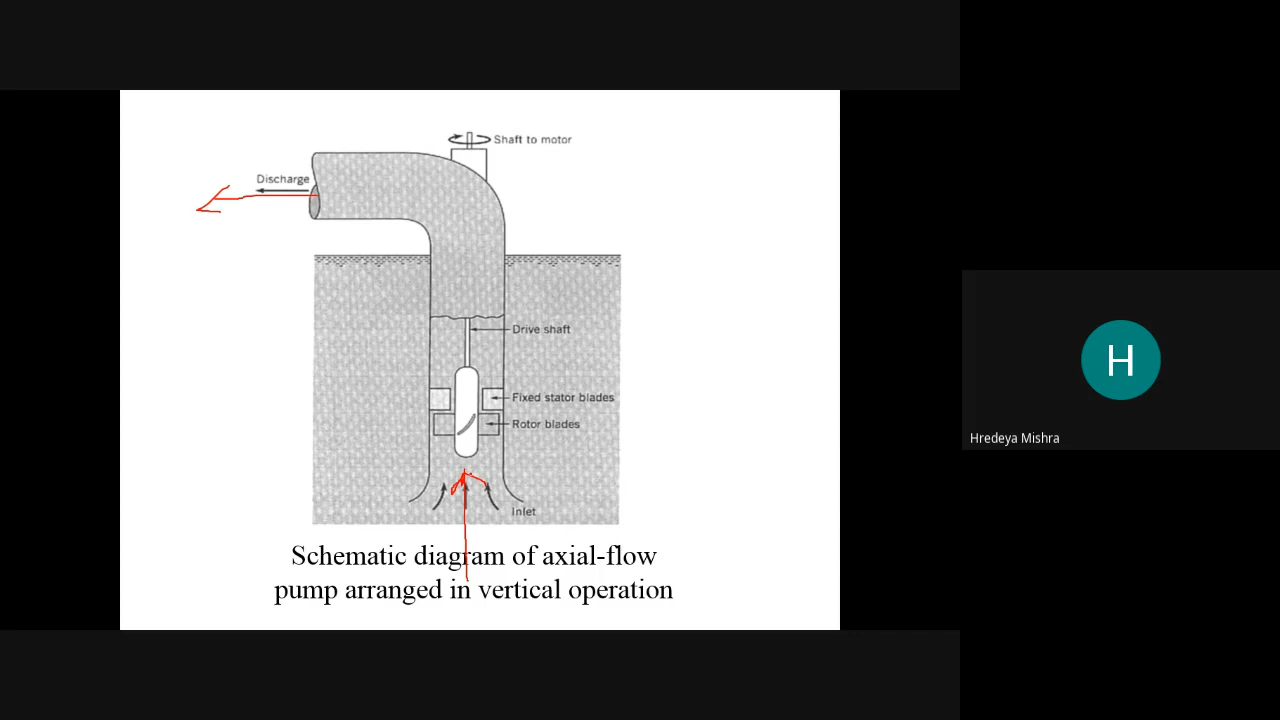 Shaft to motor
Discharge
Drive shaft
Fixed stator blades
Rotor blades
Inlet
Schematic diagram of axial-flow
pump arranged in vertical operation
H
Hredeya Mishra